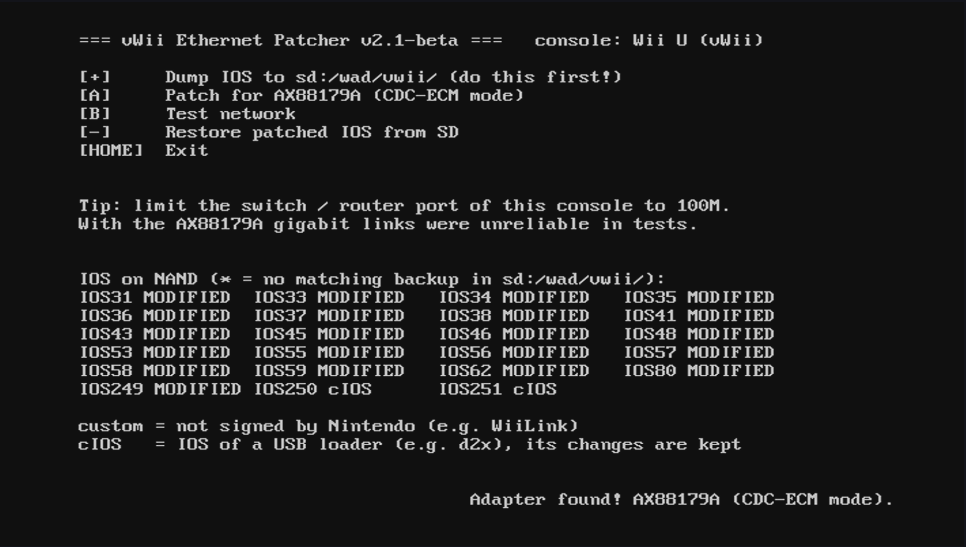 === vWii Ethernet Patcher v2.1-beta ===   console: Wii U (vWii)
[+]     Dump IOS to sd:/wad/vwii/ (do this first!)
[A]     Patch for AX88179A (CDC-ECM mode)
[B]     Test network
[-]     Restore patched IOS from SD
[HOME]  Exit
Tip: limit the switch / router port of this console to 100M.
With the AX88179A gigabit links were unreliable in tests.
IOS on NAND (* = no matching backup in sd:/wad/vwii/):
IOS31 MODIFIED  IOS33 MODIFIED   IOS34 MODIFIED   IOS35 MODIFIED
IOS36 MODIFIED  IOS37 MODIFIED   IOS38 MODIFIED   IOS41 MODIFIED
IOS43 MODIFIED  IOS45 MODIFIED   IOS46 MODIFIED   IOS48 MODIFIED
IOS53 MODIFIED  IOS55 MODIFIED   IOS56 MODIFIED   IOS57 MODIFIED
IOS58 MODIFIED  IOS59 MODIFIED   IOS62 MODIFIED   IOS80 MODIFIED
IOS249 MODIFIED IOS250 cIOS      IOS251 cIOS
custom = not signed by Nintendo (e.g. WiiLink)
cIOS   = IOS of a USB loader (e.g. d2x), its changes are kept
Adapter found! AX88179A (CDC-ECM mode).